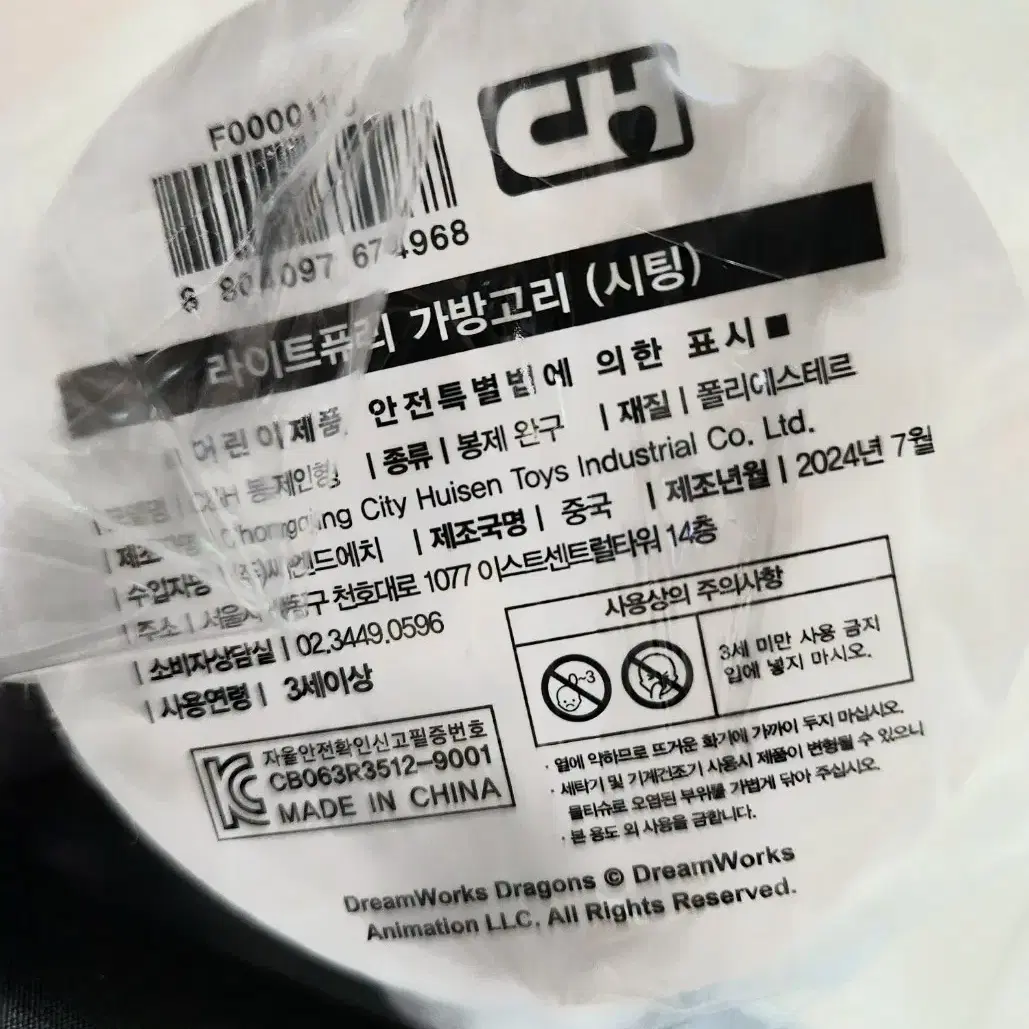 CH
8 804097 674968
라이트퓨리 가방고리 (시팅)
어린이제품 안전특별법에 의한 표시■
봉제인형 | 종류 | 봉제 완구 | 재질 | 폴리에스테르
City Huisen Toys Industrial Co. Ltd.
| 제조국명 | 중국 | 제조년월 | 2024년 7월
| 주소 | 천호대로 1077 이스트센트럴타워 14층
| 소비자상담실 | 02.3449.0596
| 사용연령 | 3세이상
사용상의 주의사항
0~3
3세 미만 사용 금지
입에 넣지 마시오.
자율안전확인신고필증번호
CB063R3512-9001
MADE IN CHINA
· 열에 약하므로 뜨거운 화기에 가까이 두지 마십시오.
· 세탁기 및 기계건조기 사용시 제품이 변형될 수 있으니
물티슈로 오염된 부위를 가볍게 닦아 주십시오.
· 본 용도 외 사용을 금합니다.
DreamWorks Dragons © DreamWorks
Animation LLC. All Rights Reserved.